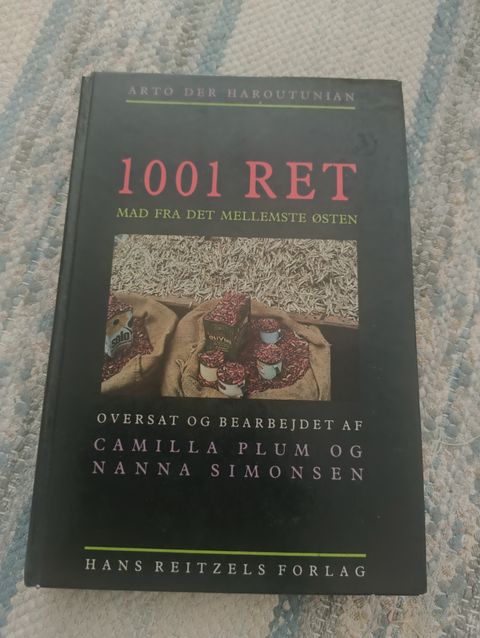 ARTO DER HAROUTUNIAN
1001 RET
MAD FRA DET MELLEMSTE ØSTEN
OVERSAT OG BEARBEJDET AF
CAMILLA PLUM OG
NANNA SIMONSEN
HANS REITZELS FORLAG